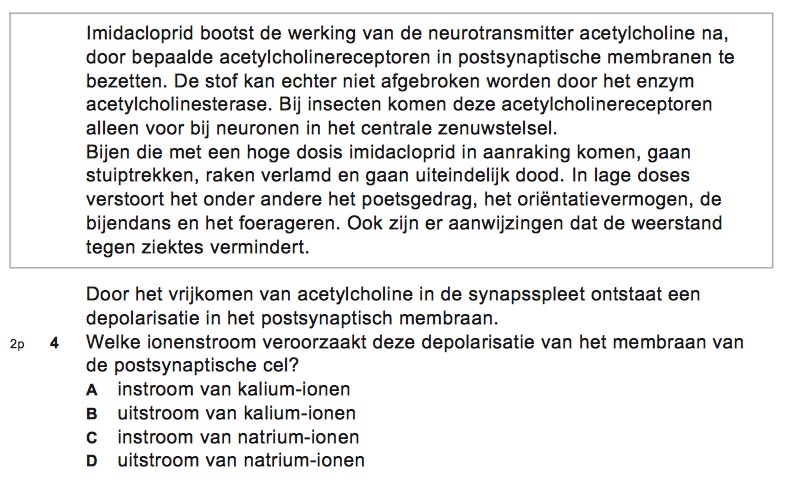 Imidacloprid bootst de werking van de neurotransmitter acetylcholine na,
door bepaalde acetylcholinereceptoren in postsynaptische membranen te
bezetten. De stof kan echter niet afgebroken worden door het enzym
acetylcholinesterase. Bij insecten komen deze acetylcholinereceptoren
alleen voor bij neuronen in het centrale zenuwstelsel.
Bijen die met een hoge dosis imidacloprid in aanraking komen, gaan
stuiptrekken, raken verlamd en gaan uiteindelijk dood. In lage doses
verstoort het onder andere het poetsgedrag, het oriëntatievermogen, de
bijendans en het foerageren. Ook zijn er aanwijzingen dat de weerstand
tegen ziektes vermindert.
Door het vrijkomen van acetylcholine in de synapsspleet ontstaat een
depolarisatie in het postsynaptisch membraan.
2p 4 Welke ionenstroom veroorzaakt deze depolarisatie van het membraan van
de postsynaptische cel?
A instroom van kalium-ionen
B uitstroom van kalium-ionen
C instroom van natrium-ionen
D uitstroom van natrium-ionen